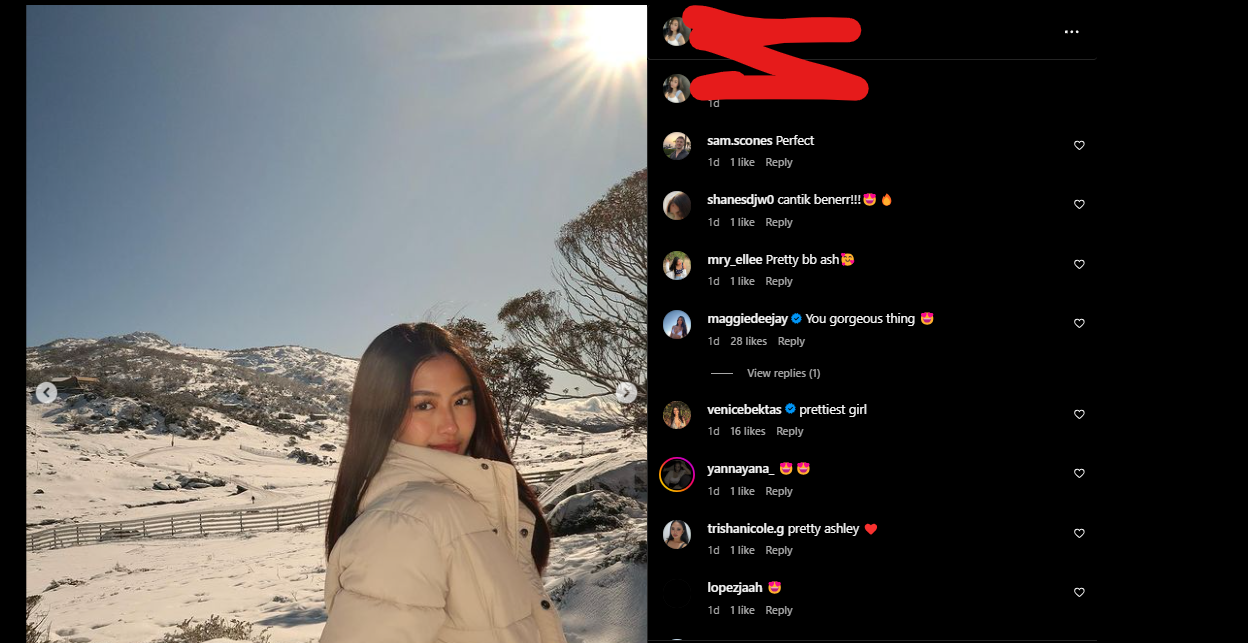 1d
sam.scones Perfect
1d 1 like Reply
shanesdjw0 cantik benerr!!!😍🔥
1d 1 like Reply
mry_ellee Pretty bb ash🥰
1d 1 like Reply
maggiedeejay You gorgeous thing 😍
1d 28 likes Reply
View replies (1)
venicebektas prettiest girl
1d 16 likes Reply
yannayana_ 😍😍
1d 1 like Reply
trishanicole.g pretty ashley ❤️
1d 1 like Reply
lopezjaah 😍
1d 1 like Reply